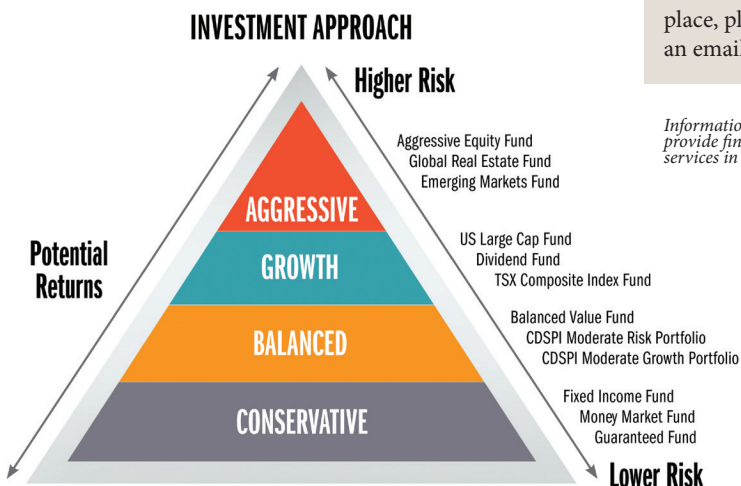 INVESTMENT APPROACH
Higher Risk
Aggressive Equity Fund
Global Real Estate Fund
Emerging Markets Fund
AGGRESSIVE
US Large Cap Fund
Dividend Fund
TSX Composite Index Fund
GROWTH
Potential
Returns
Balanced Value Fund
CDSPI Moderate Risk Portfolio
CDSPI Moderate Growth Portfolio
BALANCED
Fixed Income Fund
Money Market Fund
Guaranteed Fund
CONSERVATIVE
Lower Risk
place, pl
an email
Informatio
provide fin
services in